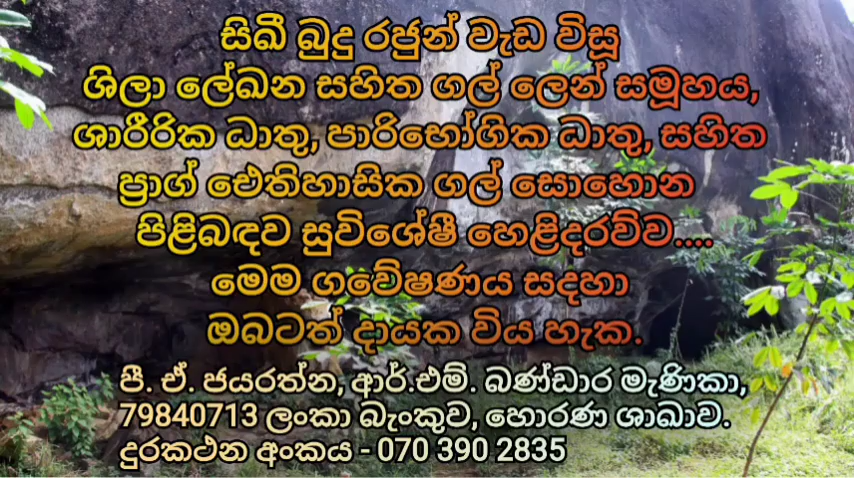 සිඛී බුදු රජුන් වැඩ විසූ
ශිලා ලේඛන සහිත ගල් ලෙන් සමූහය,
ශාරීරික ධාතු, පාරිභෝගික ධාතු, සහිත
ප්‍රාග් ඓතිහාසික ගල් සොහොන
පිළිබඳව සුවිශේෂී හෙළිදරව්ව....
මෙම ගවේෂණය සදහා
ඔබටත් දායක විය හැක.
පී. ඒ. ජයරත්න, ආර්.එම්. බණ්ඩාර මැණිකා,
79840713 ලංකා බැංකුව, හොරණ ශාඛාව.
දුරකථන අංකය - 070 390 2835